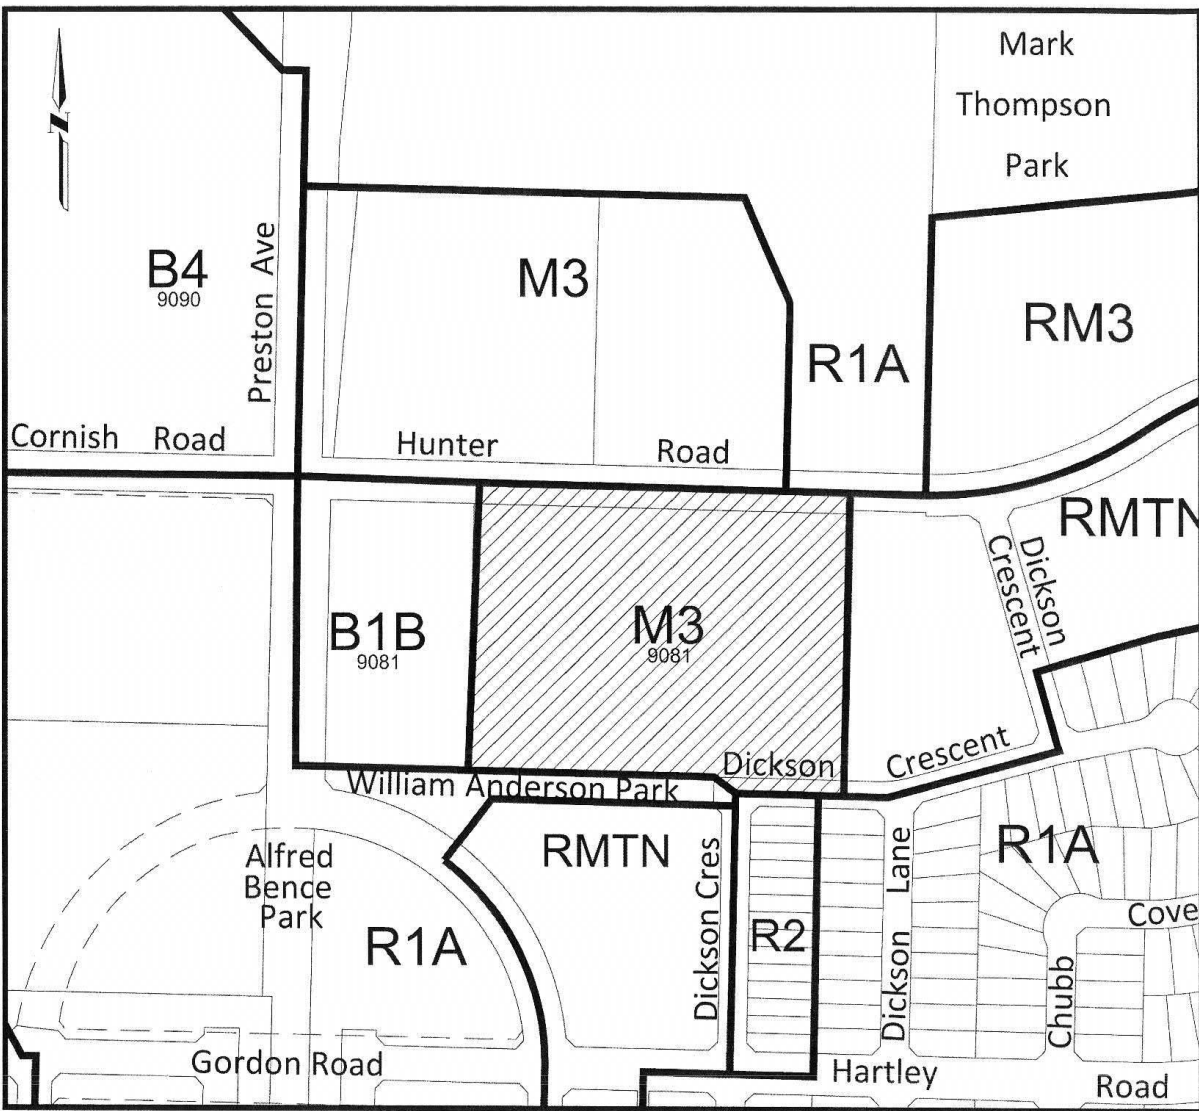 Mark
Thompson
Park
N
B4
9090
Preston Ave
M3
RM3
R1A
Cornish Road
Hunter Road
RMTN
Dickson
Crescent
B1B
9081
M3
9081
Dickson Crescent
William Anderson Park
Alfred
Bence
Park
RMTN
R1A
R1A
Dickson Cres
R2
Dickson Lane
Cove
Chubb
Gordon Road
Hartley Road